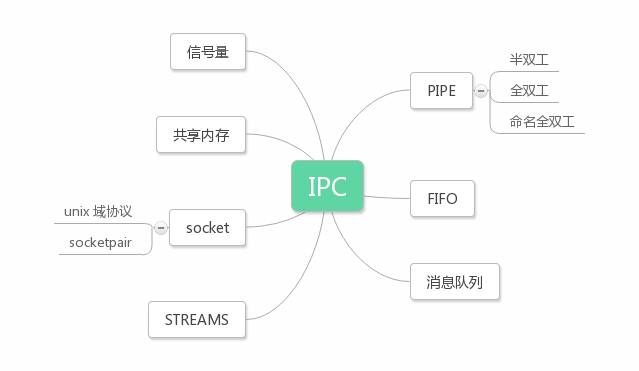 信号量
半双工
PIPE
全双工
命名全双工
共享内存
IPC
FIFO
unix 域协议
socket
socketpair
消息队列
STREAMS